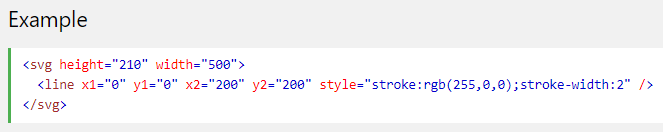 Example
<svg height="210" width="500">
  <line x1="0" y1="0" x2="200" y2="200" style="stroke:rgb(255,0,0);stroke-width:2" />
</svg>